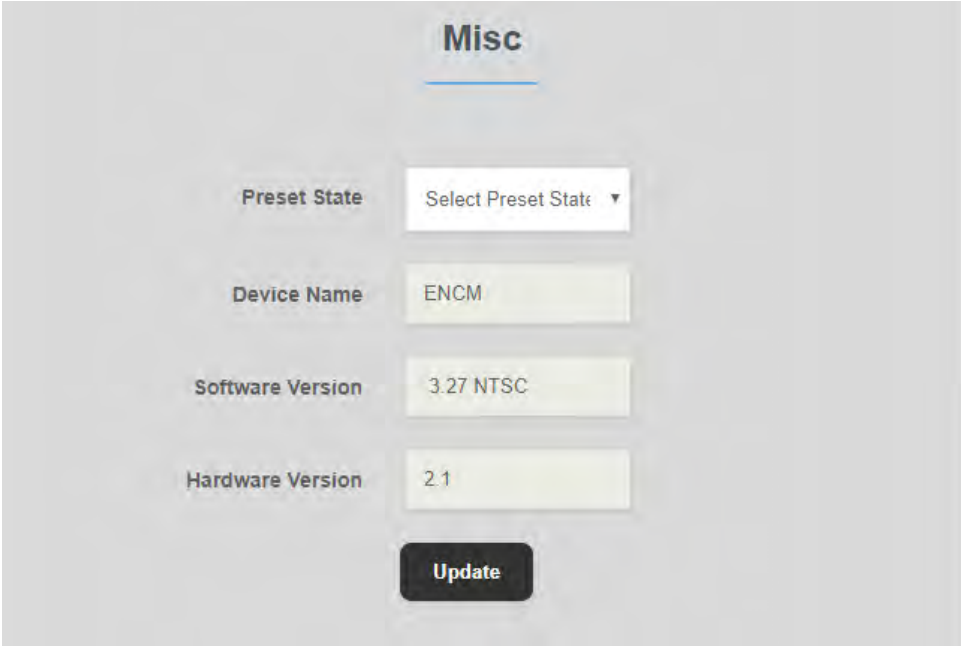 Misc
Preset State Select Preset State
Device Name ENCM
Software Version 3.27 NTSC
Hardware Version 2.1
Update